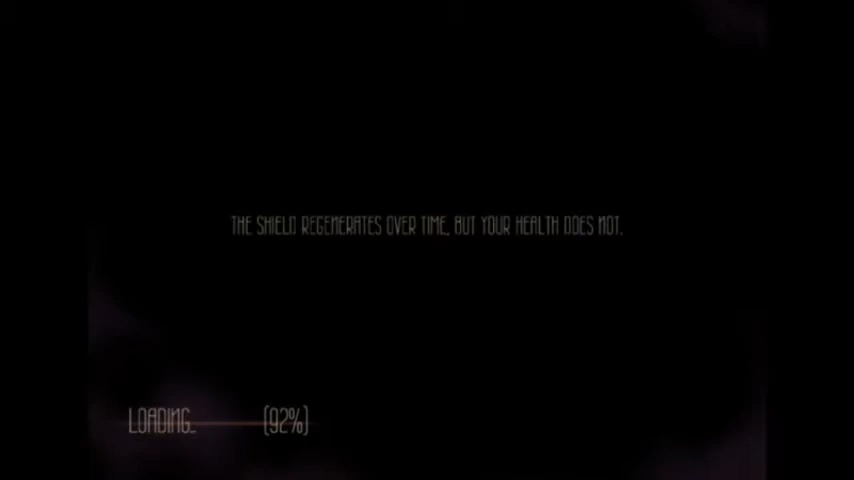 THE SHIELD REGENERATES OVER TIME, BUT YOUR HEALTH DOES NOT.
LOADING... (92%)